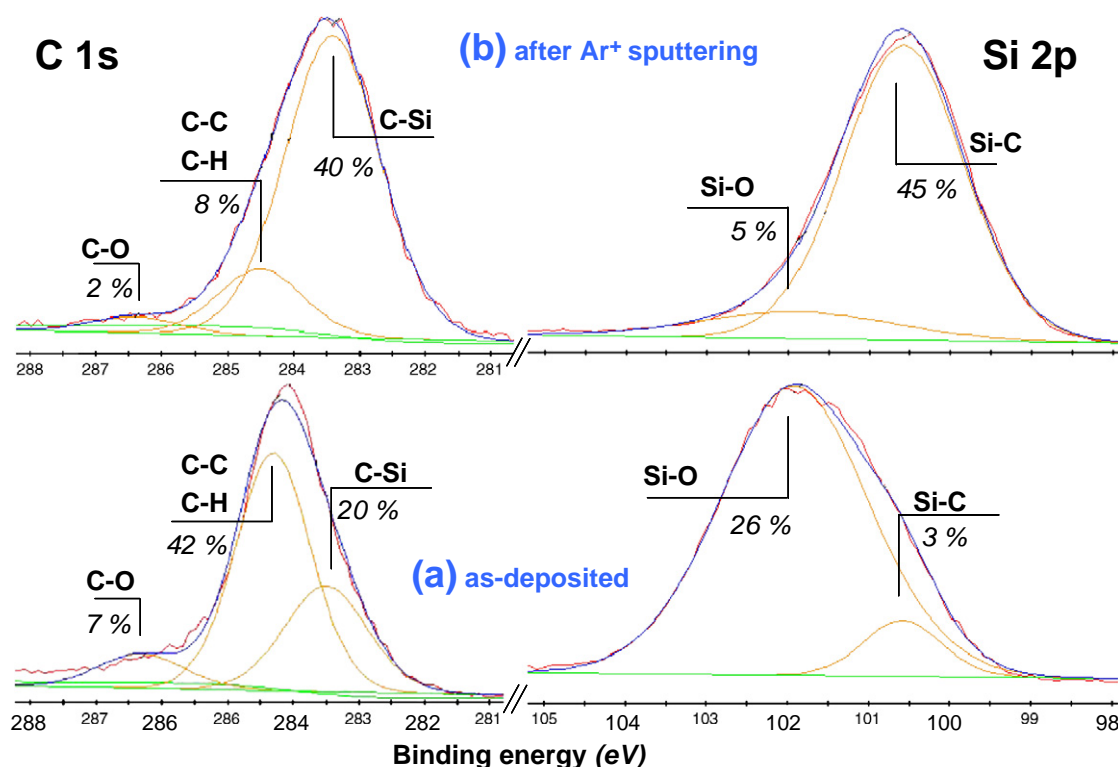 C 1s
(b) after Ar+ sputtering
Si 2p
C-C
C-H
8 %
C-Si
40 %
C-O
2 %
Si-O
5 %
Si-C
45 %
288 287 286 285 284 283 282 281
C-C
C-H
42 %
C-Si
20 %
C-O
7 %
(a) as-deposited
Si-O
26 %
Si-C
3 %
288 287 286 285 284 283 282 281
105 104 103 102 101 100 99 98
Binding energy (eV)